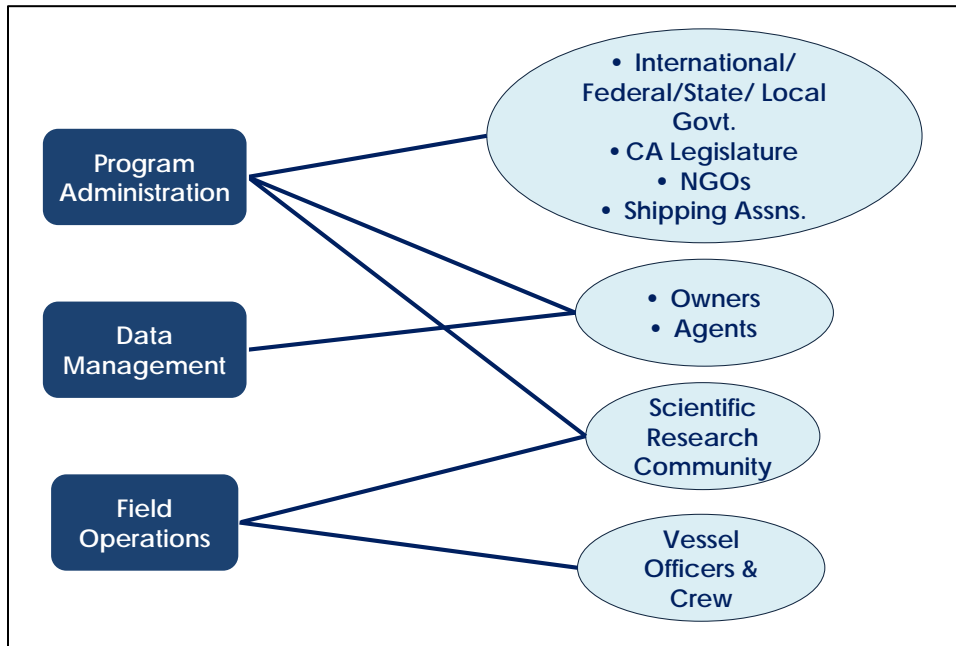 • International/
Federal/State/ Local
Govt.
• CA Legislature
• NGOs
• Shipping Assns.
Program
Administration
• Owners
• Agents
Data
Management
Scientific
Research
Community
Field
Operations
Vessel
Officers &
Crew